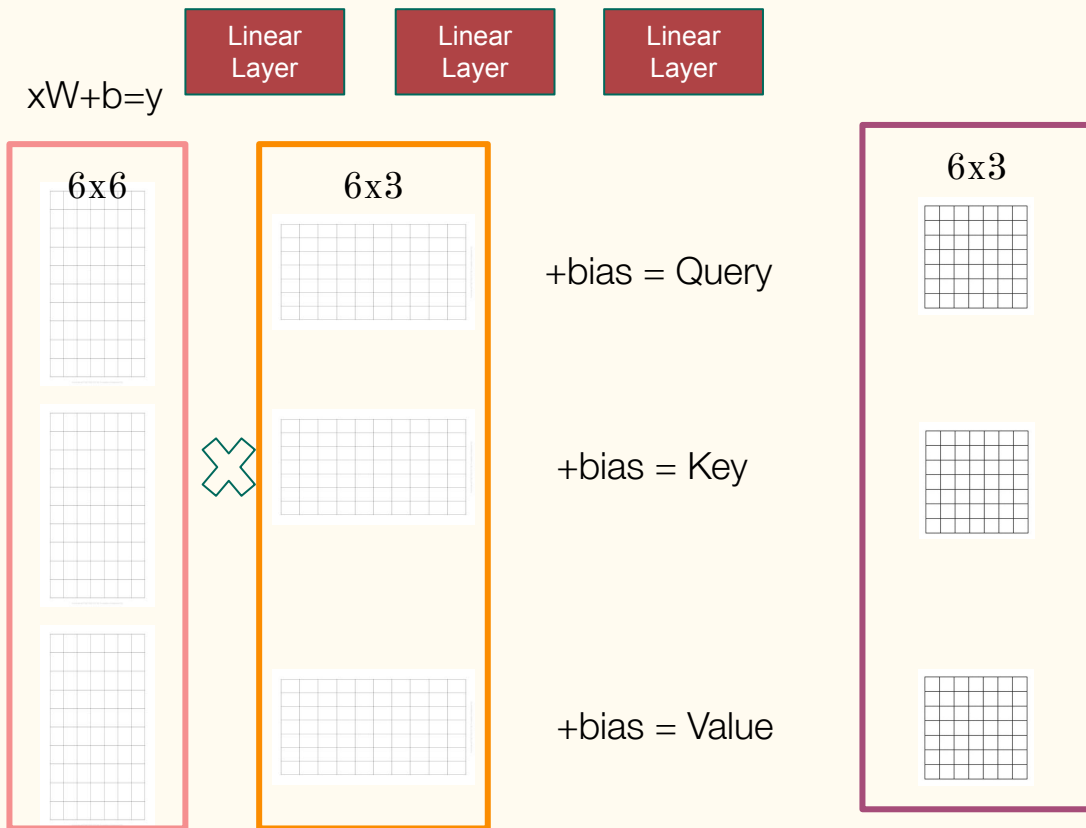 Linear
Layer
Linear
Layer
Linear
Layer
xW+b=y
6x6
6x3
6x3
+bias = Query
+bias = Key
+bias = Value